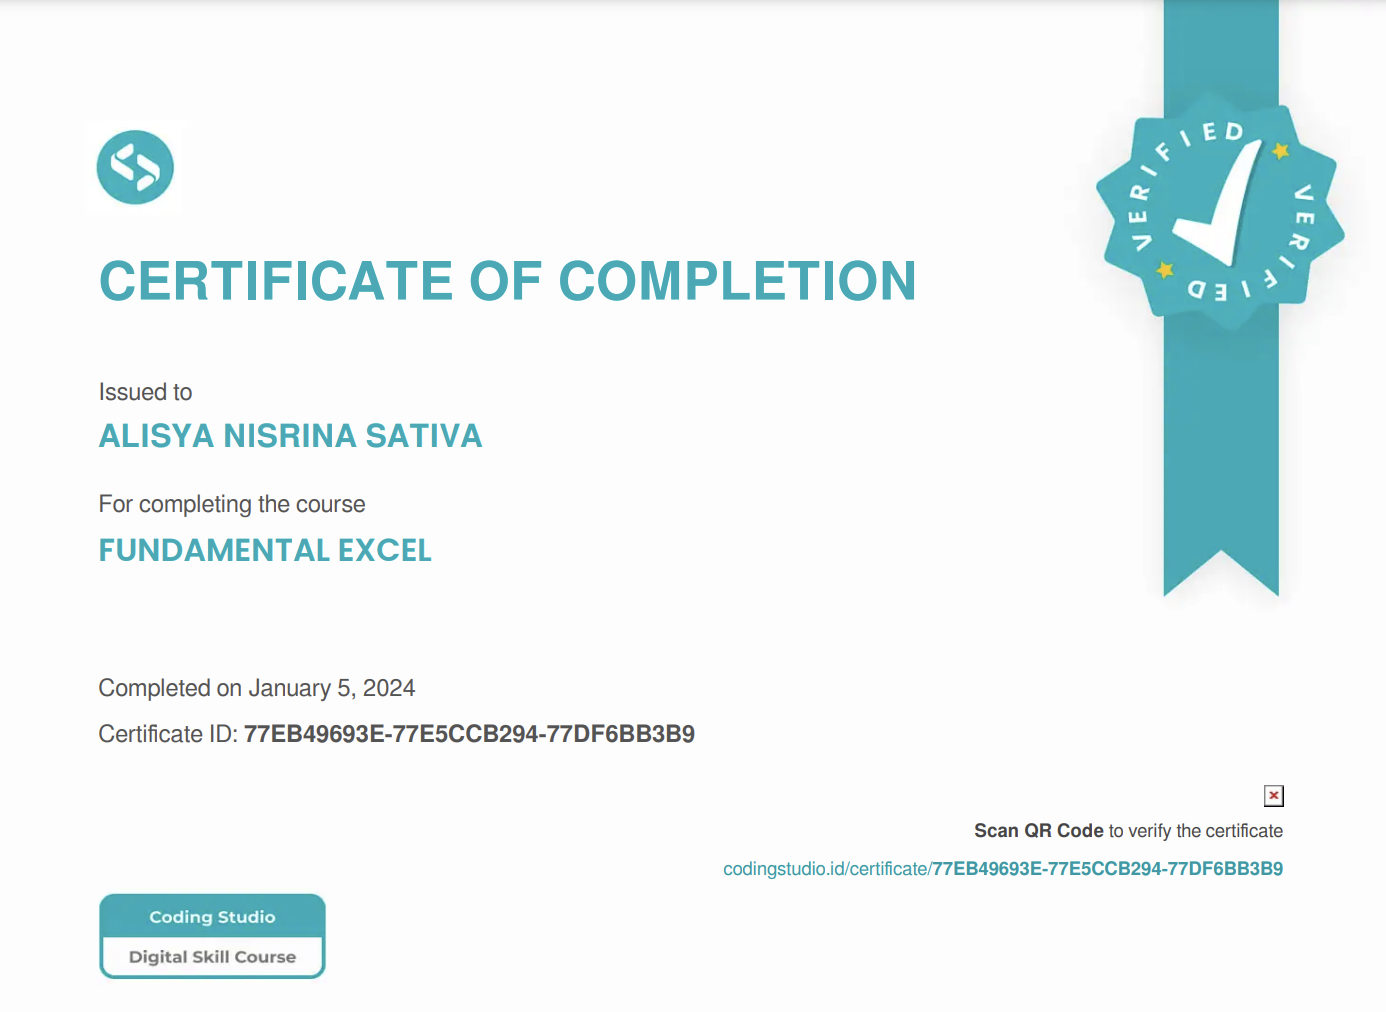 VERIFIED
VERIFIED
CERTIFICATE OF COMPLETION
Issued to
ALISYA NISRINA SATIVA
For completing the course
FUNDAMENTAL EXCEL
Completed on January 5, 2024
Certificate ID: 77EB49693E-77E5CCB294-77DF6BB3B9
Scan QR Code to verify the certificate
codingstudio.id/certificate/77EB49693E-77E5CCB294-77DF6BB3B9
Coding Studio
Digital Skill Course